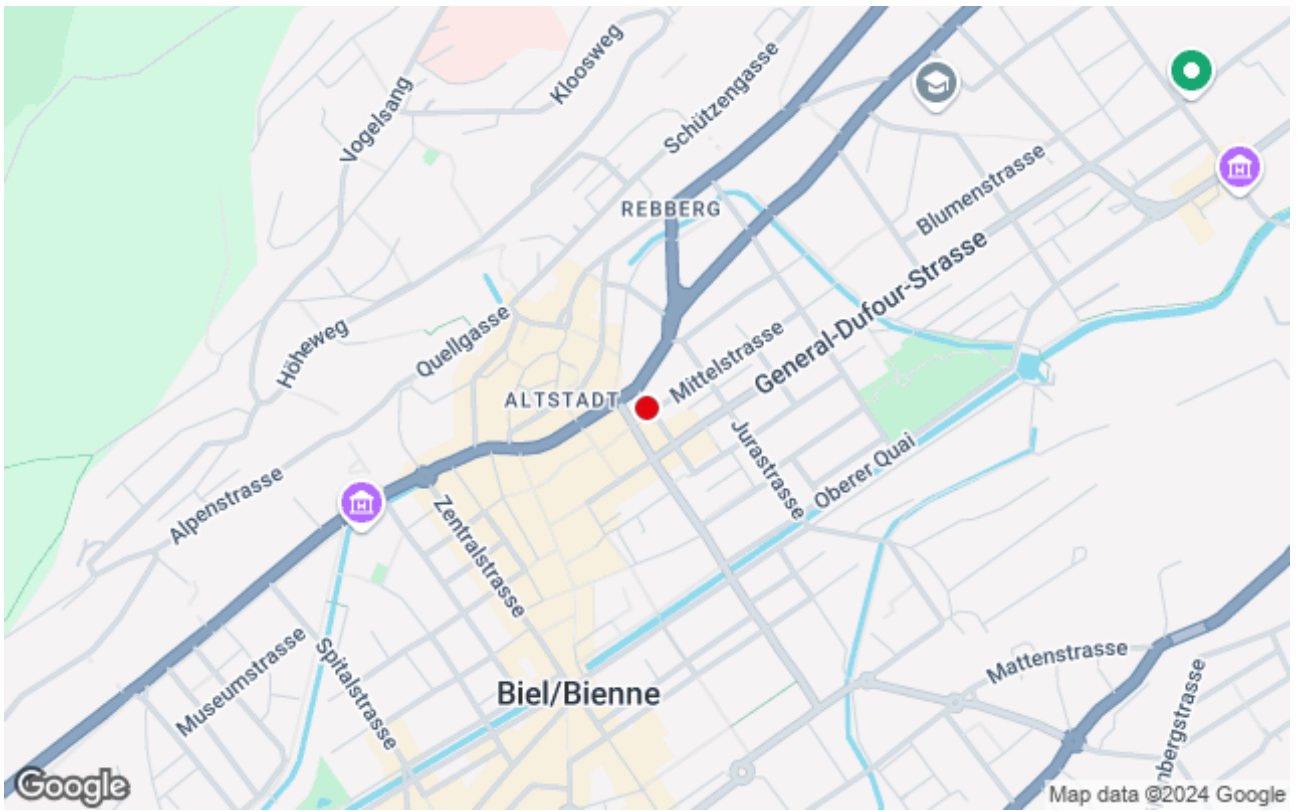 Kloosweg
Vogelsang
Schützengasse
REBBERG
Blumenstrasse
General-Dufour-Strasse
Höheweg
Quellgasse
Mittelstrasse
ALTSTADT
Jurastrasse
Oberer Quai
Alpenstrasse
Zentralstrasse
Museumstrasse
Spitalstrasse
Biel/Bienne
Mattenstrasse
nbergstrasse
Google
Map data ©2024 Google